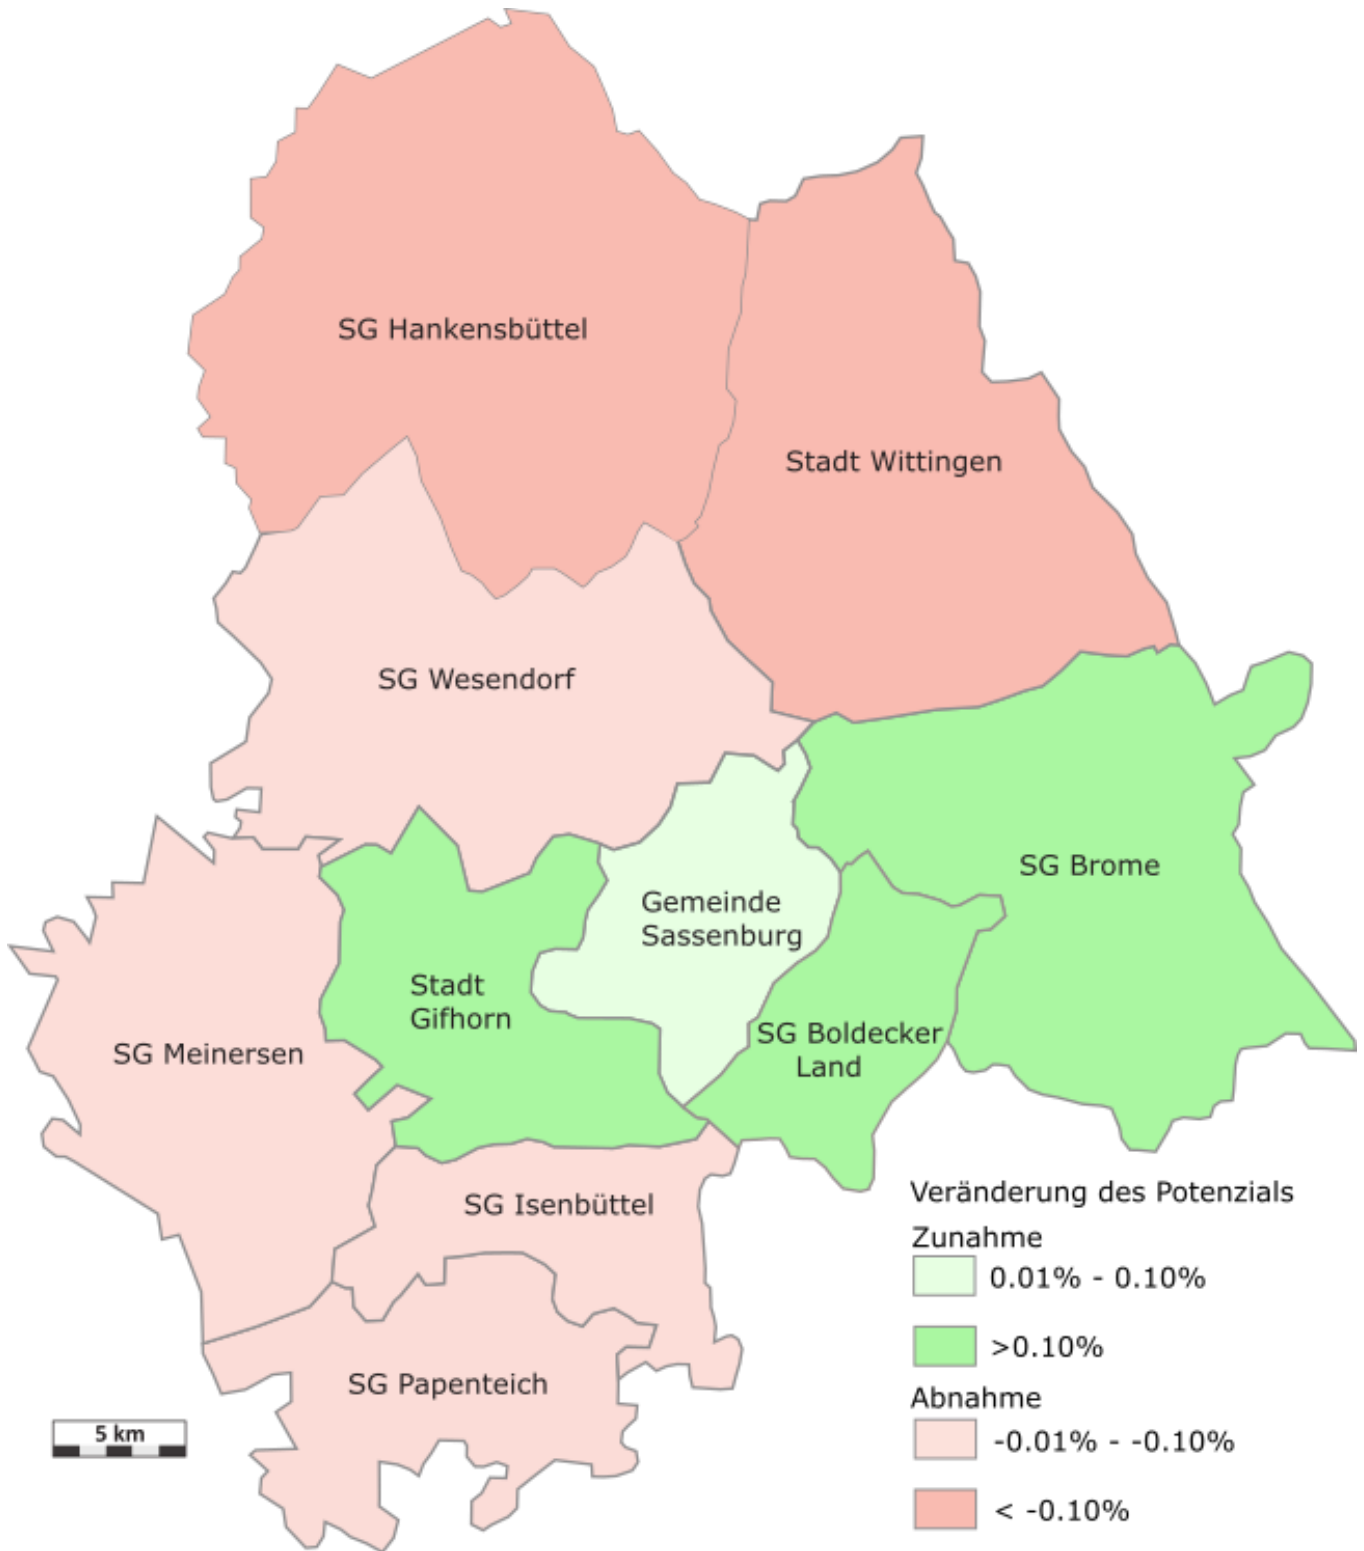 SG Hankensbüttel
Stadt Wittingen
SG Wesendorf
SG Brome
Gemeinde
Sassenburg
Stadt
Gifhorn
SG Boldecker
Land
SG Meinersen
SG Isenbüttel
SG Papenteich
5 km
Veränderung des Potenzials
Zunahme
0.01% - 0.10%
>0.10%
Abnahme
-0.01% - -0.10%
< -0.10%